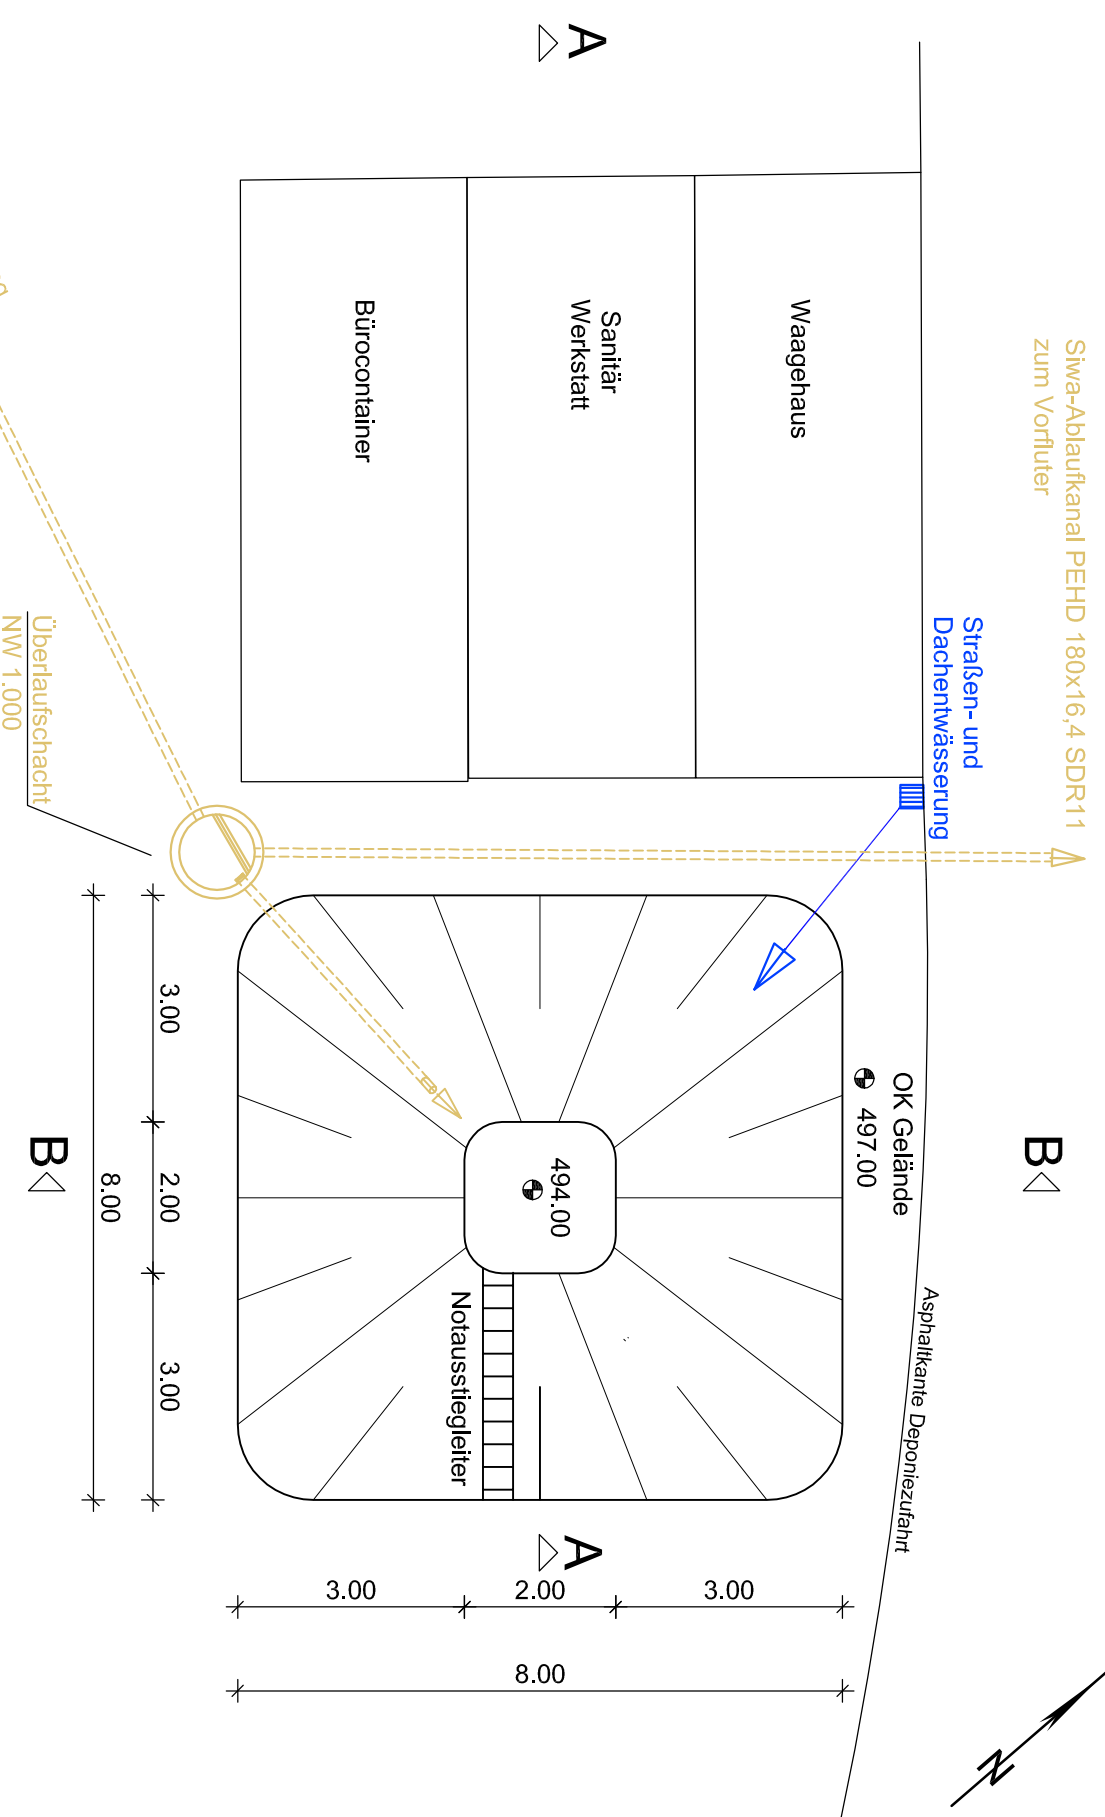 Siwa-Ablaufkanal PEHD 180x16,4 SDR11
zum Vorfluter
B
B
A
A
Straßen- und
Dachentwässerung
OK Gelände
497.00
Asphaltkante Deponiezufahrt
Waagehaus
Sanitär
Werkstatt
Bürocontainer
494.00
Notausstiegleiter
Überlaufschacht
NW 1.000
3.00
2.00
3.00
8.00
3.00
2.00
3.00
8.00
N